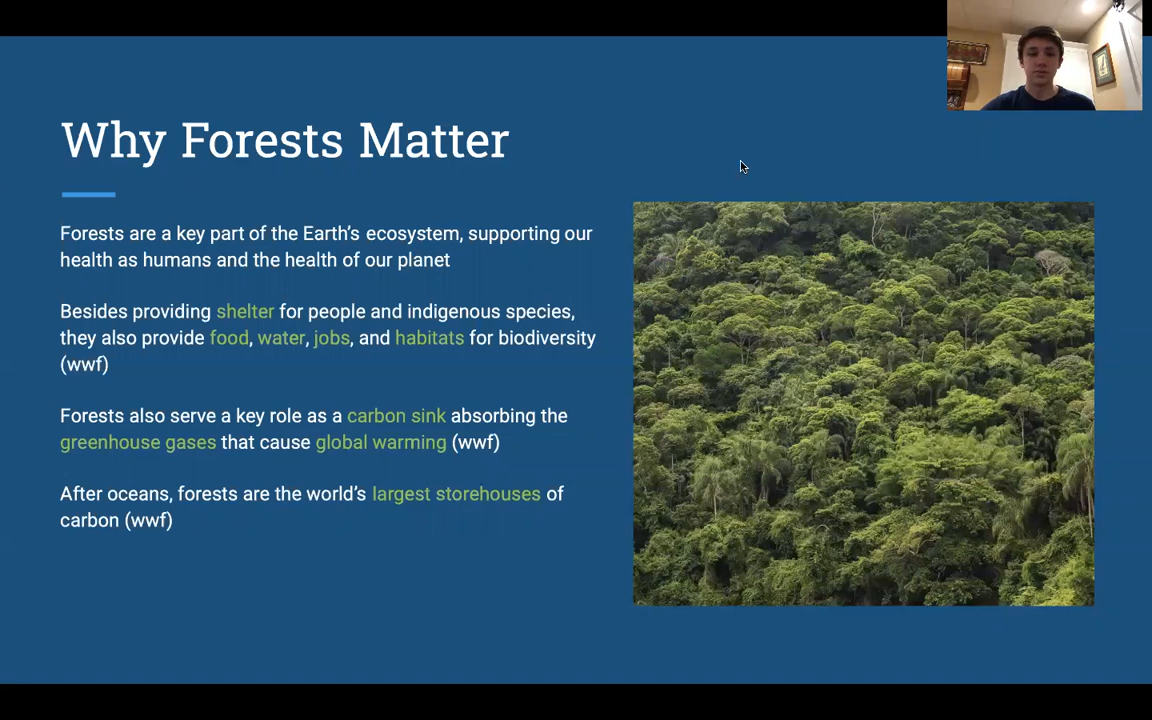 Why Forests Matter
Forests are a key part of the Earth’s ecosystem, supporting our
health as humans and the health of our planet
Besides providing shelter for people and indigenous species,
they also provide food, water, jobs, and habitats for biodiversity
(wwf)
Forests also serve a key role as a carbon sink absorbing the
greenhouse gases that cause global warming (wwf)
After oceans, forests are the world’s largest storehouses of
carbon (wwf)